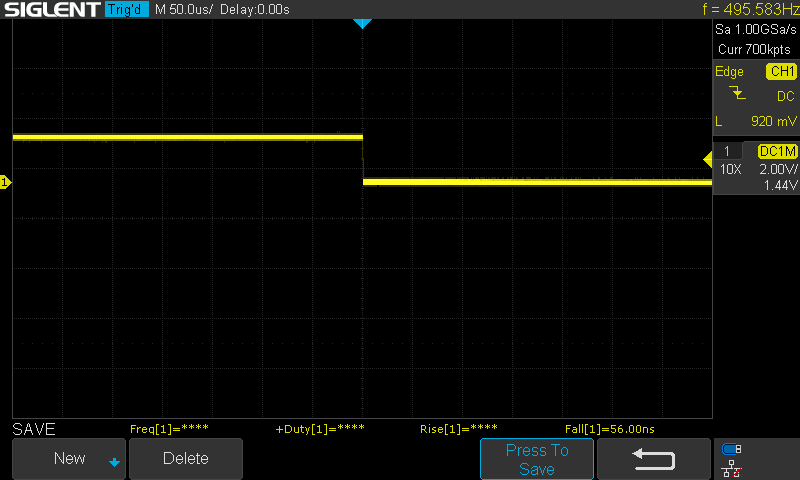 SIGLENT Trig'd M 50.0us/ Delay:0.00s f = 495.583Hz
Sa 1.00GSa/s
Curr 700kpts
Edge CH1
DC
L 920 mV
1 DC1M
10X 2.00V/
1.44V
1
SAVE Freq[1]=**** +Duty[1]=**** Rise[1]=**** Fall[1]=56.00ns
New Delete Press To
Save